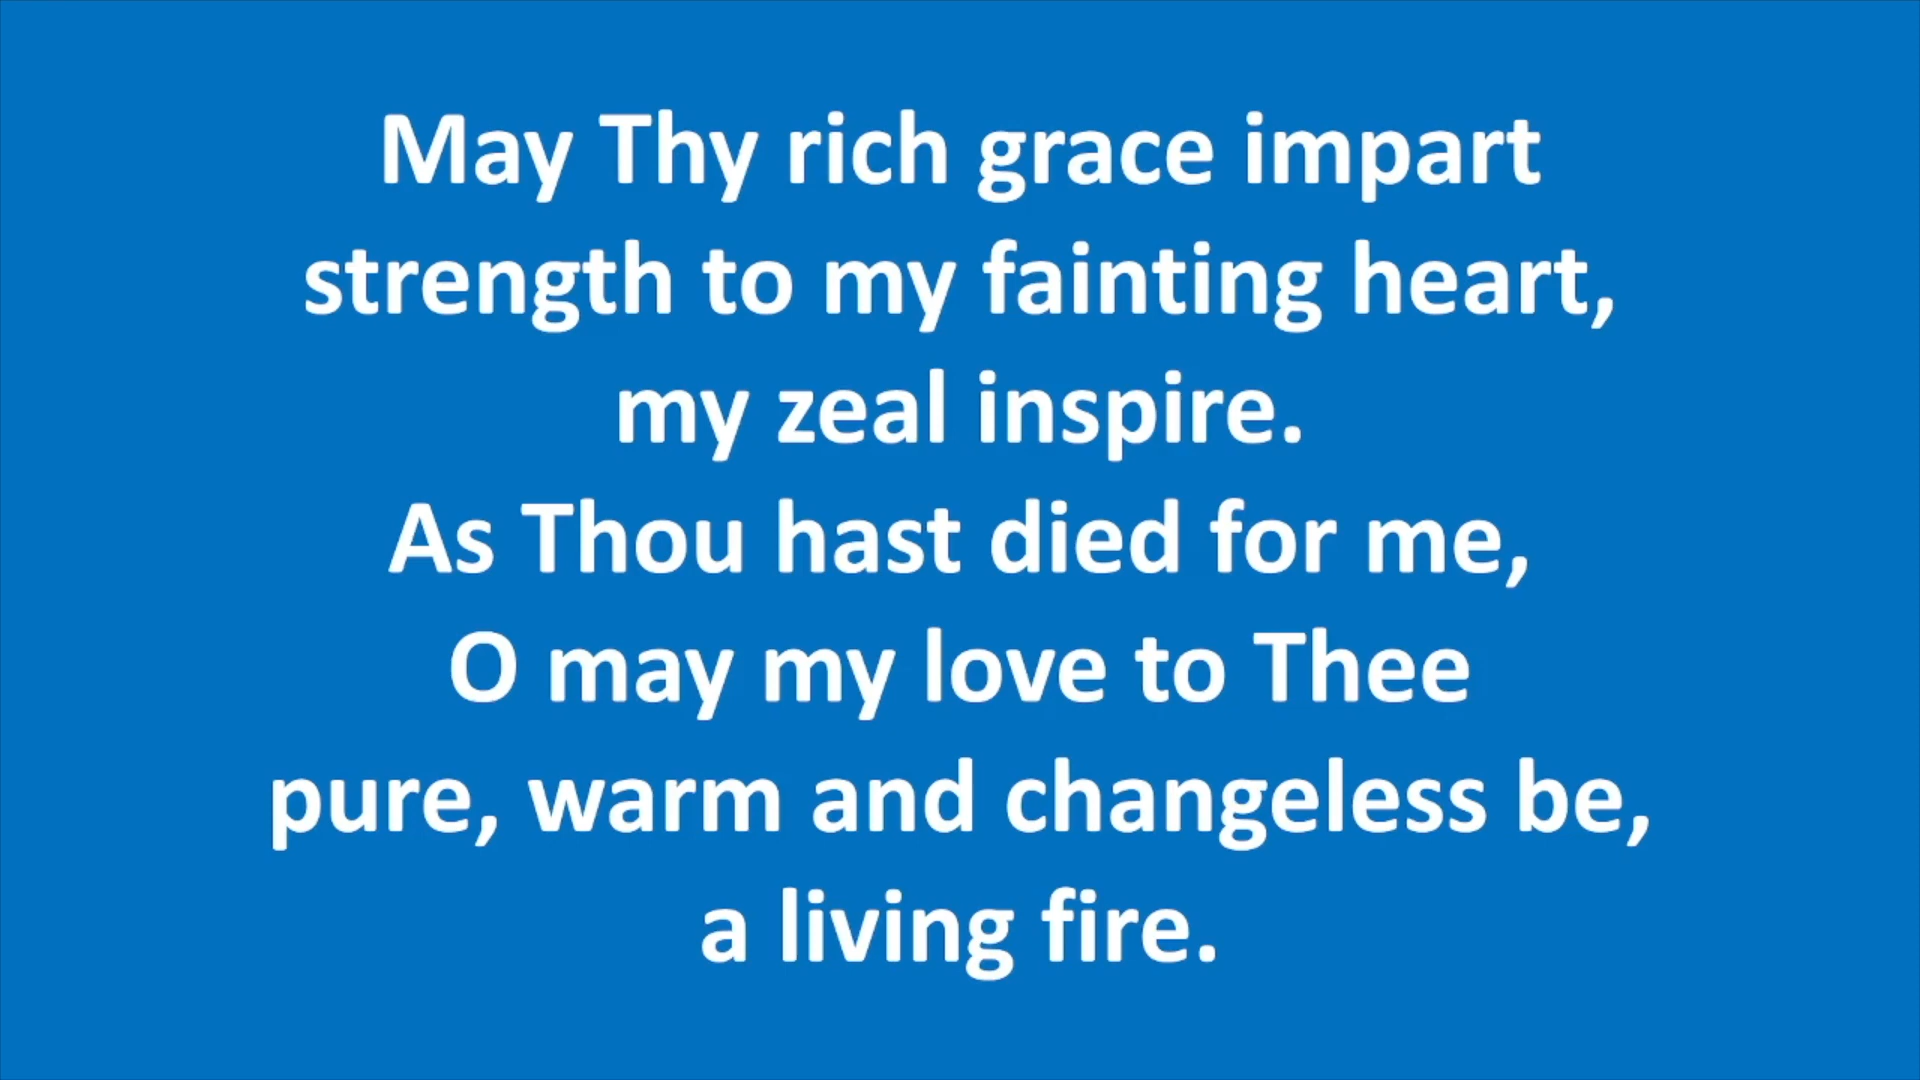 May Thy rich grace impart
strength to my fainting heart,
my zeal inspire.
As Thou hast died for me,
O may my love to Thee
pure, warm and changeless be,
a living fire.